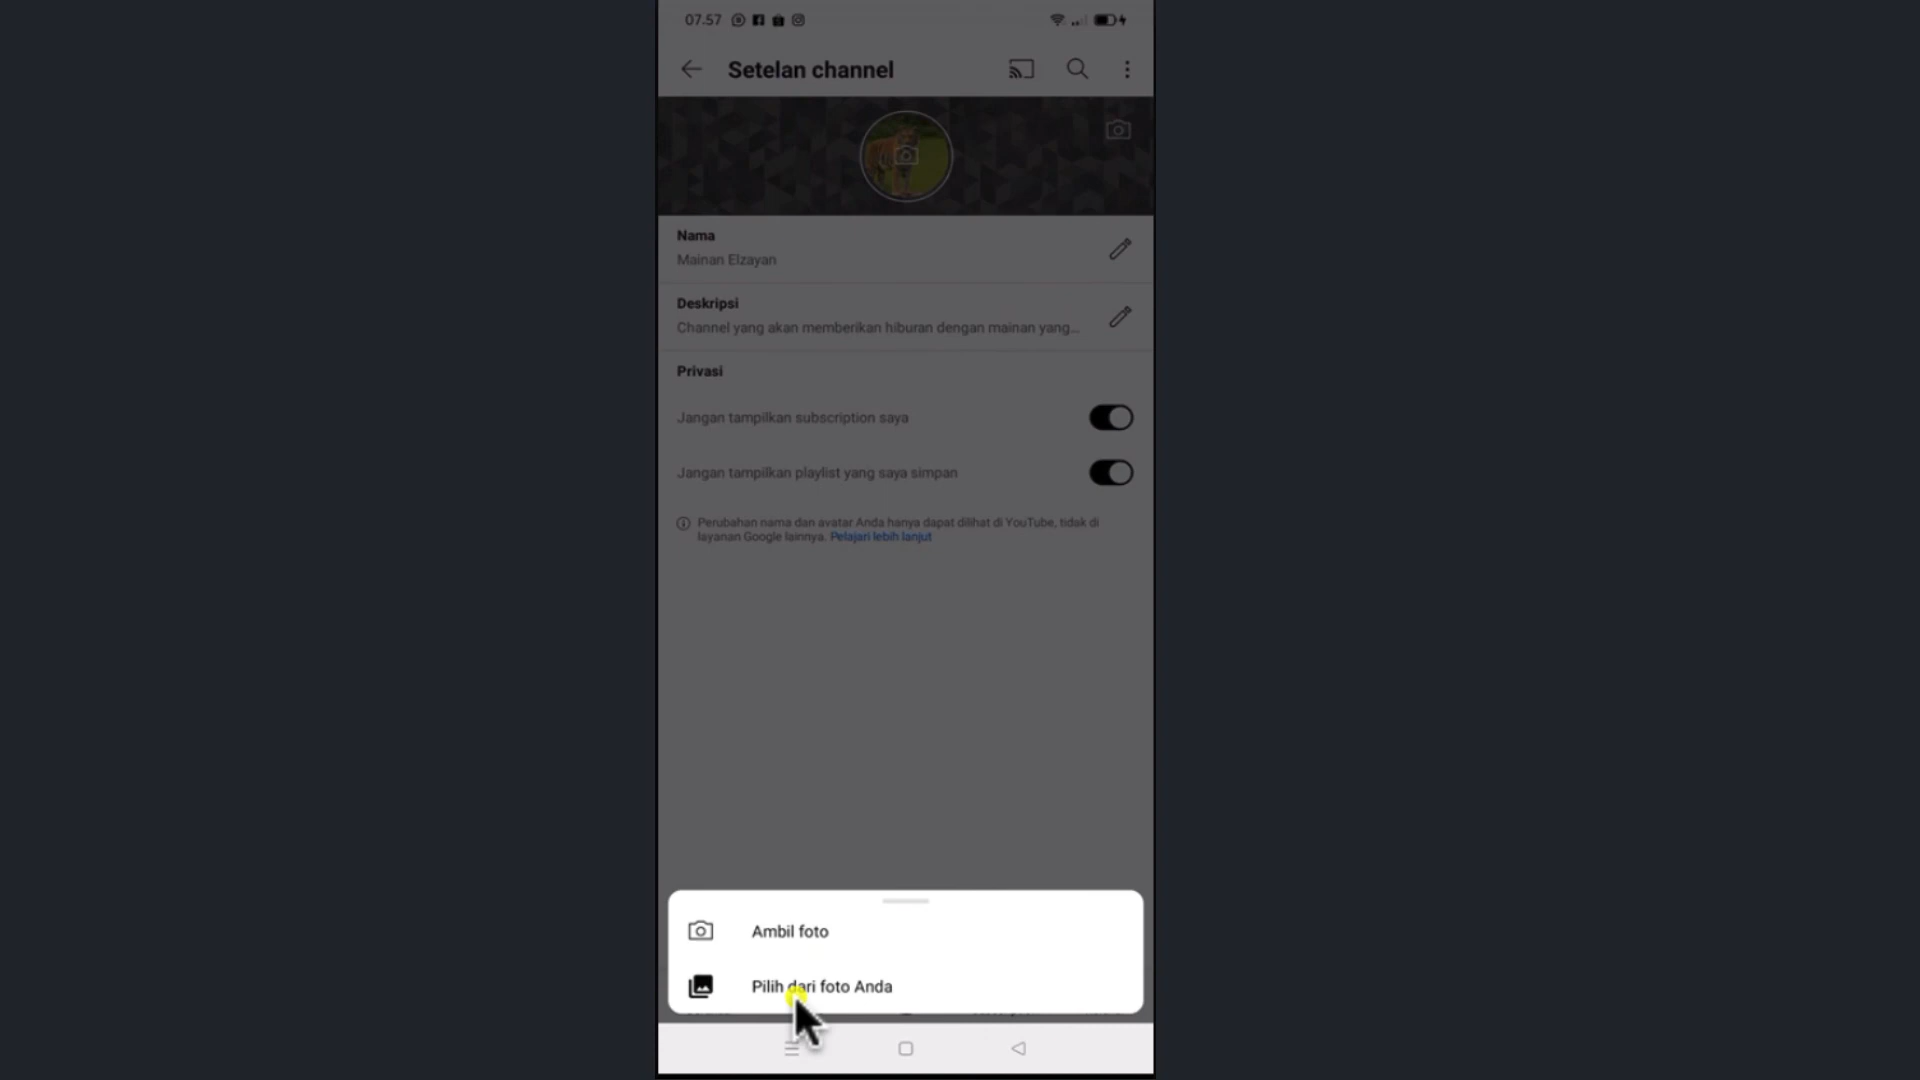 07.57
Setelan channel
Nama
Mainan Elzayan
Deskripsi
Channel yang akan memberikan hiburan dengan mainan yang...
Privasi
Jangan tampilkan subscription saya
Jangan tampilkan playlist yang saya simpan
Perubahan nama dan avatar Anda hanya dapat dilihat di YouTube, tidak di
layanan Google lainnya. Pelajari lebih lanjut
Ambil foto
Pilih dari foto Anda